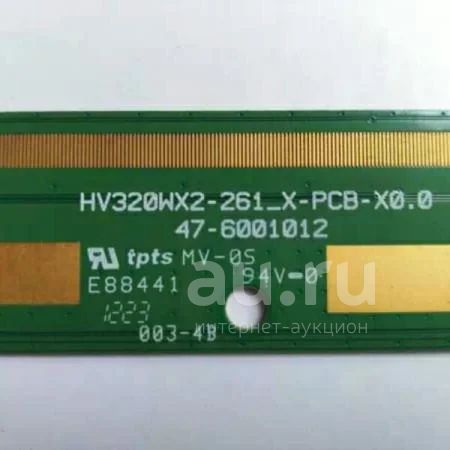 HV320WX2-261_X-PCB-X0.0
47-6001012
UR tpts MV-0S
E88441 94V-0
1223
003-4B
au.ru
интернет-аукцион